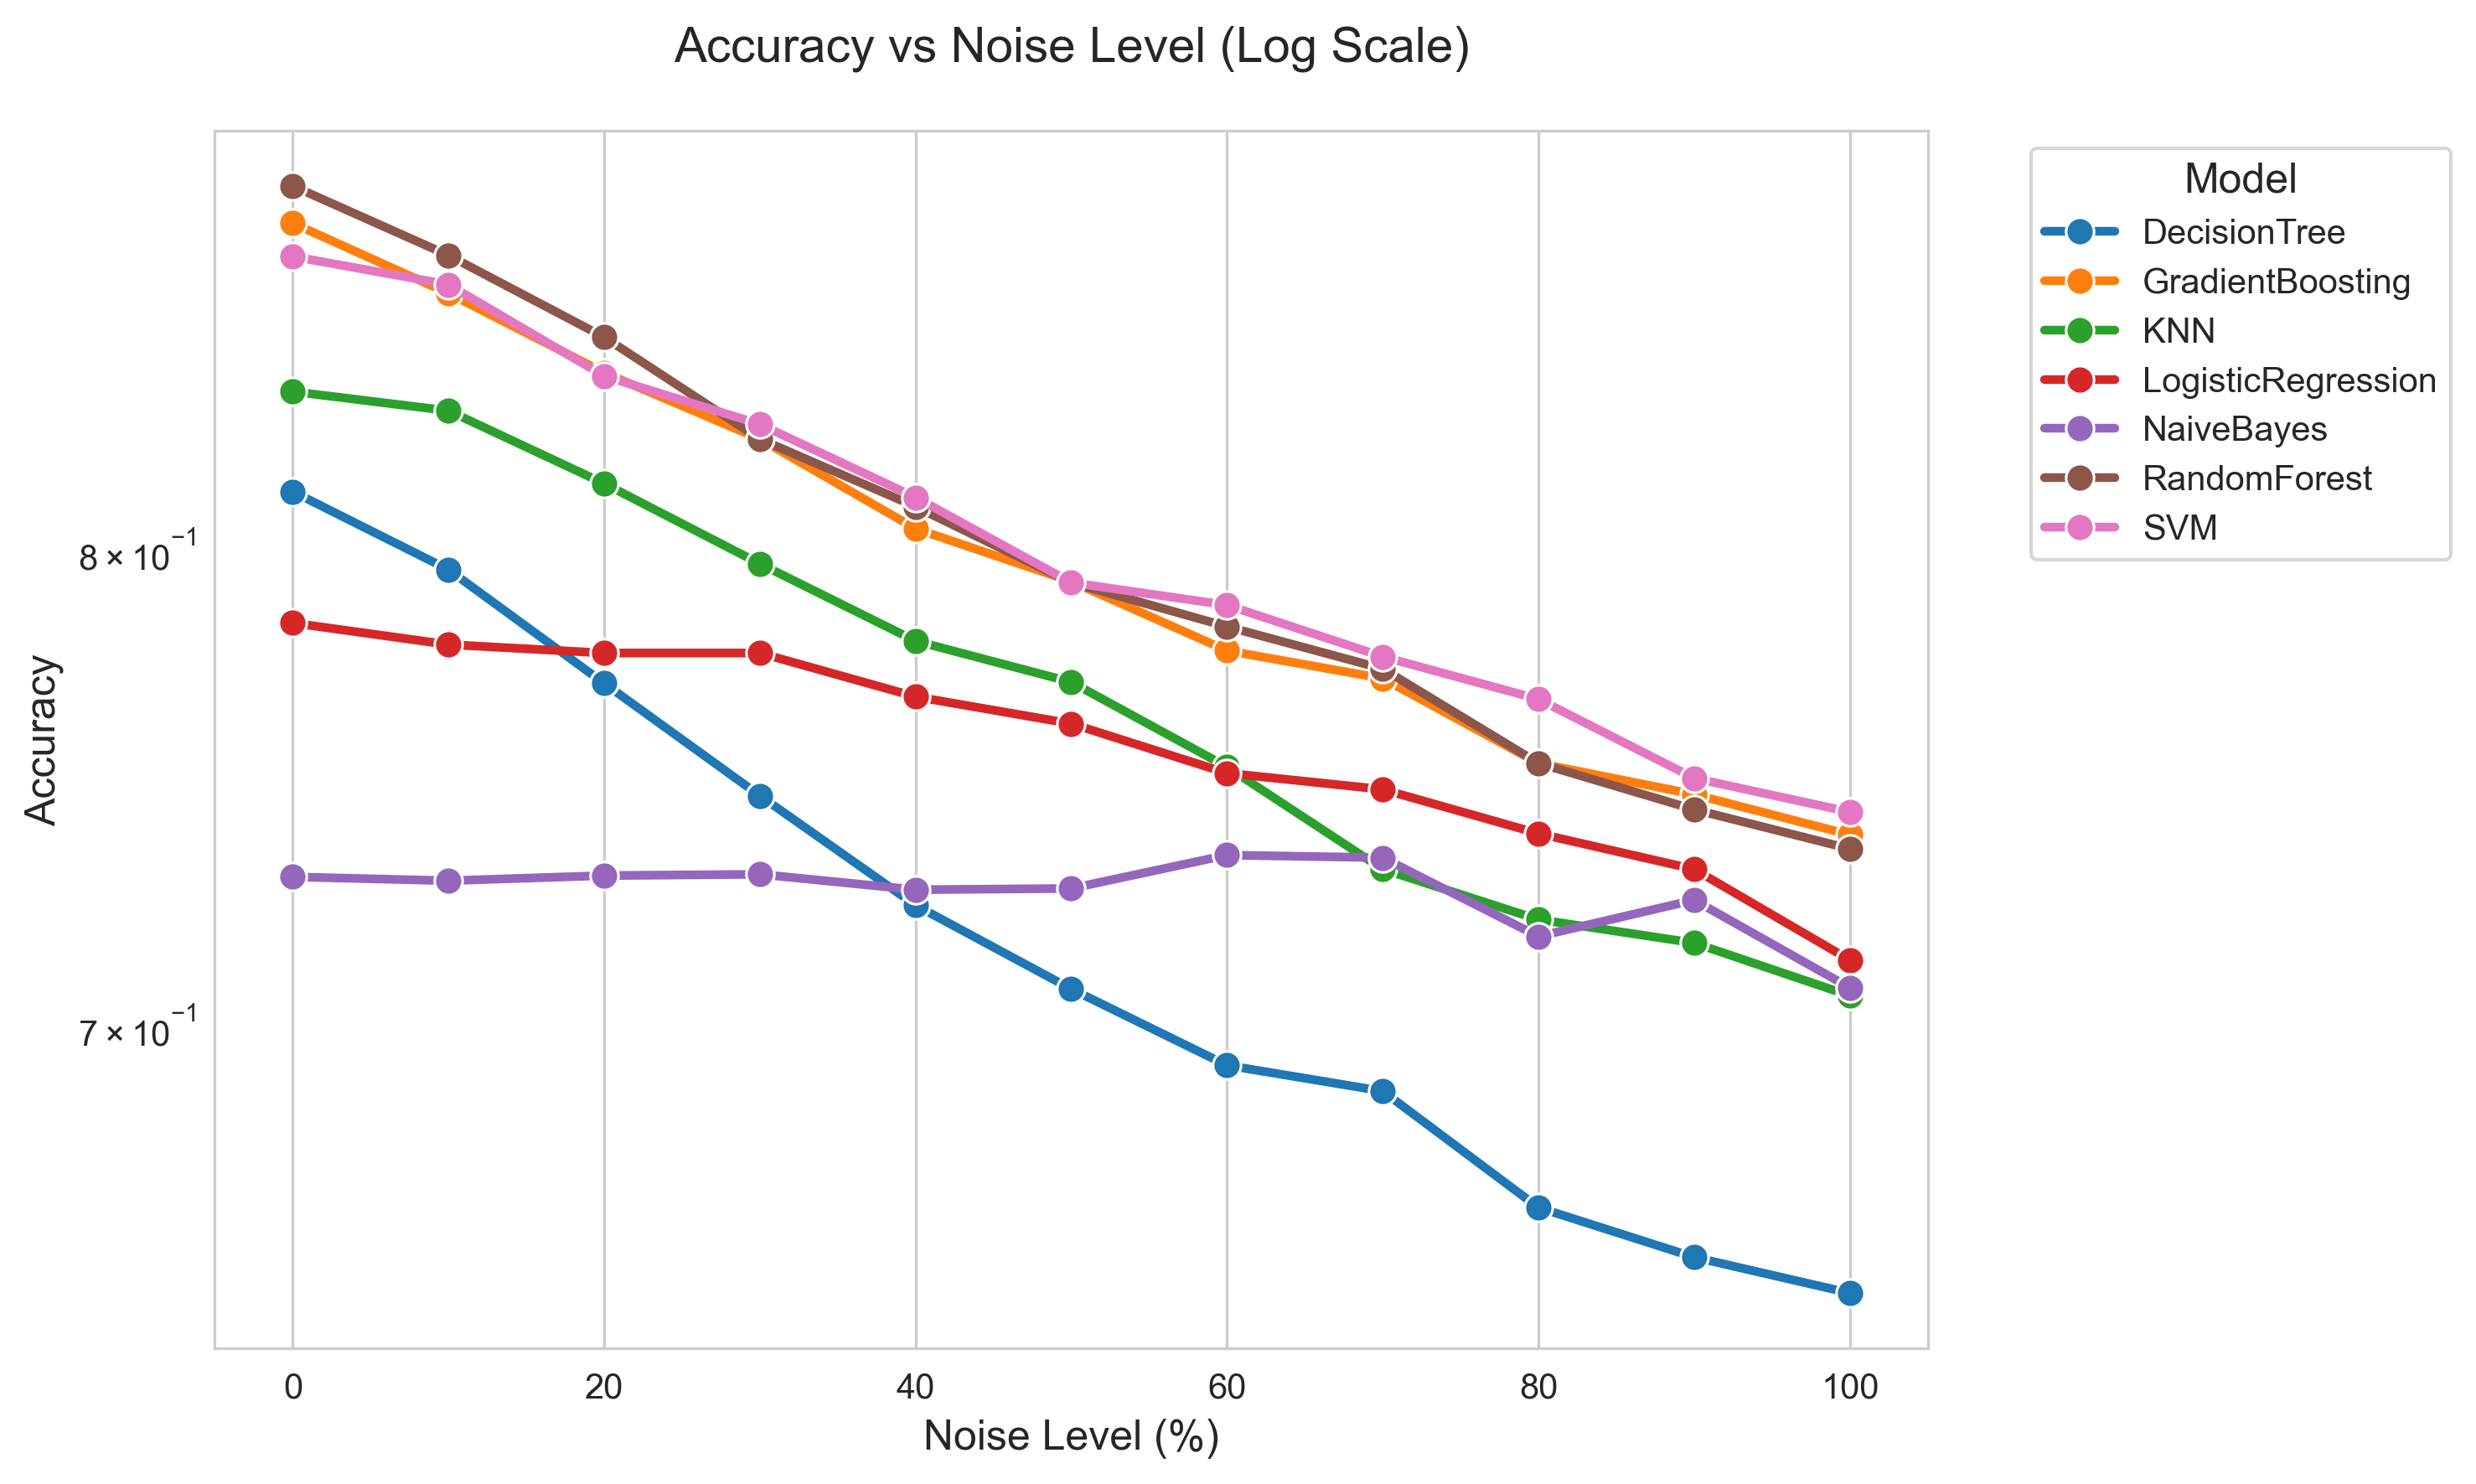 Accuracy vs Noise Level (Log Scale)
Model
DecisionTree
GradientBoosting
KNN
LogisticRegression
NaiveBayes
RandomForest
SVM
Accuracy
8 × 10⁻¹
7 × 10⁻¹
0 20 40 60 80 100
Noise Level (%)